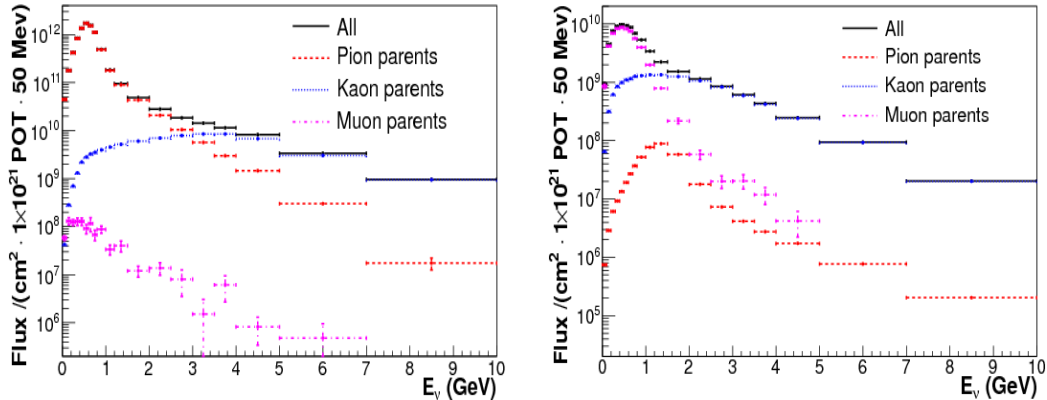 Flux /(cm² · 1×10²¹ POT · 50 Mev)
All
Pion parents
Kaon parents
Muon parents
10¹²
10¹¹
10¹⁰
10⁹
10⁸
10⁷
10⁶
0 1 2 3 4 5 6 7 8 9 10
Eᵥ (GeV)
Flux /(cm² · 1×10²¹ POT · 50 Mev)
All
Pion parents
Kaon parents
Muon parents
10¹⁰
10⁹
10⁸
10⁷
10⁶
10⁵
0 1 2 3 4 5 6 7 8 9 10
Eᵥ (GeV)